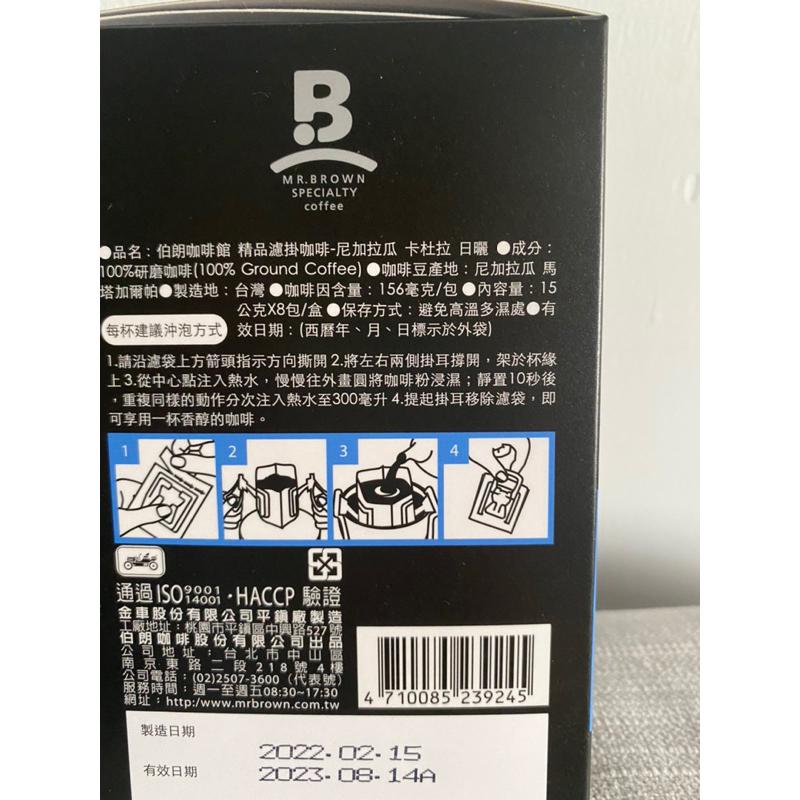 B
MR.BROWN
SPECIALTY
coffee
●品名：伯朗咖啡館 精品濾掛咖啡-尼加拉瓜 卡杜拉 日曬 ●成分：
100%研磨咖啡(100% Ground Coffee) ●咖啡豆產地：尼加拉瓜 馬
塔加爾帕●製造地：台灣 ●咖啡因含量：156毫克/包 ●內容量：15
公克X8包/盒 ●保存方式：避免高溫多濕處●有
每杯建議沖泡方式 效日期：(西曆年、月、日標示於外袋)
1.請沿濾袋上方箭頭指示方向撕開 2.將左右兩側掛耳撐開，架於杯緣
上 3.從中心點注入熱水，慢慢往外畫圓將咖啡粉浸濕；靜置10秒後
，重複同樣的動作分次注入熱水至300毫升 4.提起掛耳移除濾袋，即
可享用一杯香醇的咖啡。
1 2 3 4
通過ISO9001 14001・HACCP 驗證
金車股份有限公司平鎮廠製造
工廠地址：桃園市平鎮區中興路527號
伯朗咖啡股份有限公司出品
公司地址：台北市中山區
南京東路二段218號4樓
公司電話：(02)2507-3600（代表號）
服務時間：週一至週五08:30~17:30
網址：http://www.mrbrown.com.tw
4 710085 239245
製造日期 2022-02-15
有效日期 2023-08-14A